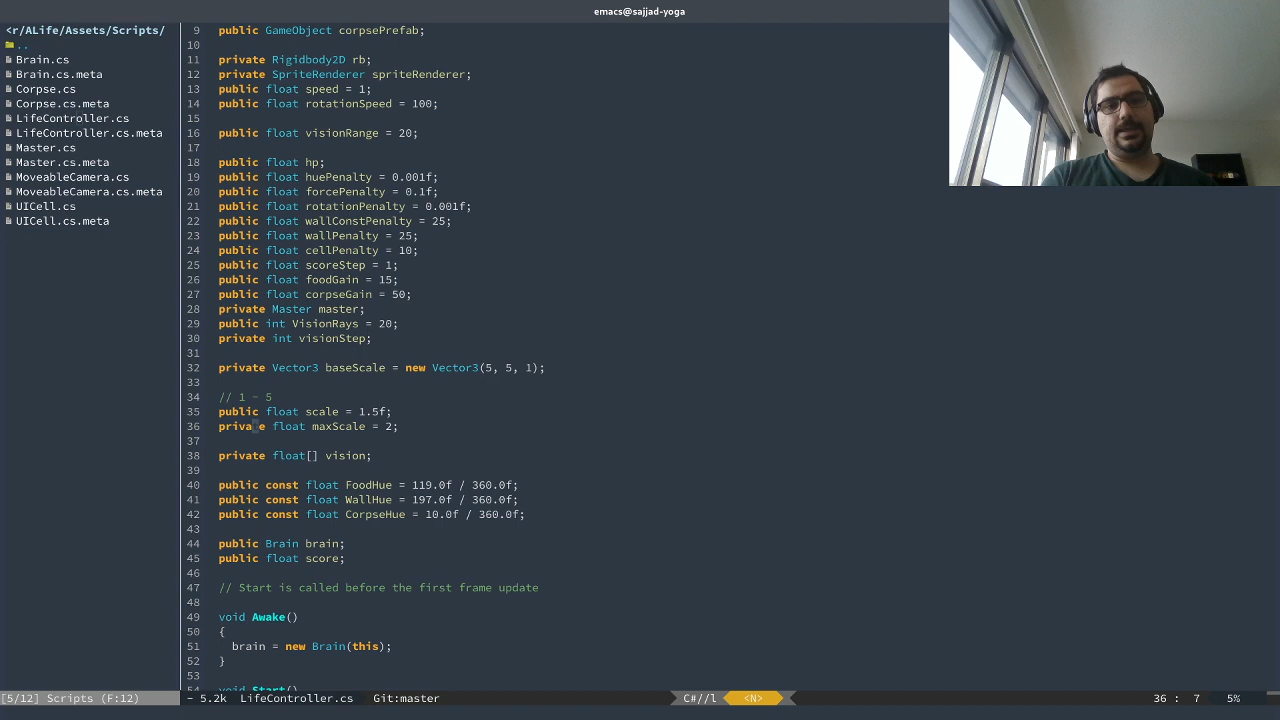 emacs@sajjad-yoga
<r/ALife/Assets/Scripts/
..
Brain.cs
Brain.cs.meta
Corpse.cs
Corpse.cs.meta
LifeController.cs
LifeController.cs.meta
Master.cs
Master.cs.meta
MoveableCamera.cs
MoveableCamera.cs.meta
UICell.cs
UICell.cs.meta
9 public GameObject corpsePrefab;
10
11 private Rigidbody2D rb;
12 private SpriteRenderer spriteRenderer;
13 public float speed = 1;
14 public float rotationSpeed = 100;
15
16 public float visionRange = 20;
17
18 public float hp;
19 public float huePenalty = 0.001f;
20 public float forcePenalty = 0.1f;
21 public float rotationPenalty = 0.001f;
22 public float wallConstPenalty = 25;
23 public float wallPenalty = 25;
24 public float cellPenalty = 10;
25 public float scoreStep = 1;
26 public float foodGain = 15;
27 public float corpseGain = 50;
28 private Master master;
29 public int VisionRays = 20;
30 private int visionStep;
31
32 private Vector3 baseScale = new Vector3(5, 5, 1);
33
34 // 1 - 5
35 public float scale = 1.5f;
36 private float maxScale = 2;
37
38 private float[] vision;
39
40 public const float FoodHue = 119.0f / 360.0f;
41 public const float WallHue = 197.0f / 360.0f;
42 public const float CorpseHue = 10.0f / 360.0f;
43
44 public Brain brain;
45 public float score;
46
47 // Start is called before the first frame update
48
49 void Awake()
50 {
51 brain = new Brain(this);
52 }
53
54 void Start()
[5/12] Scripts (F:12)
- 5.2k LifeController.cs Git:master C#//l <N> 36 : 7 5%